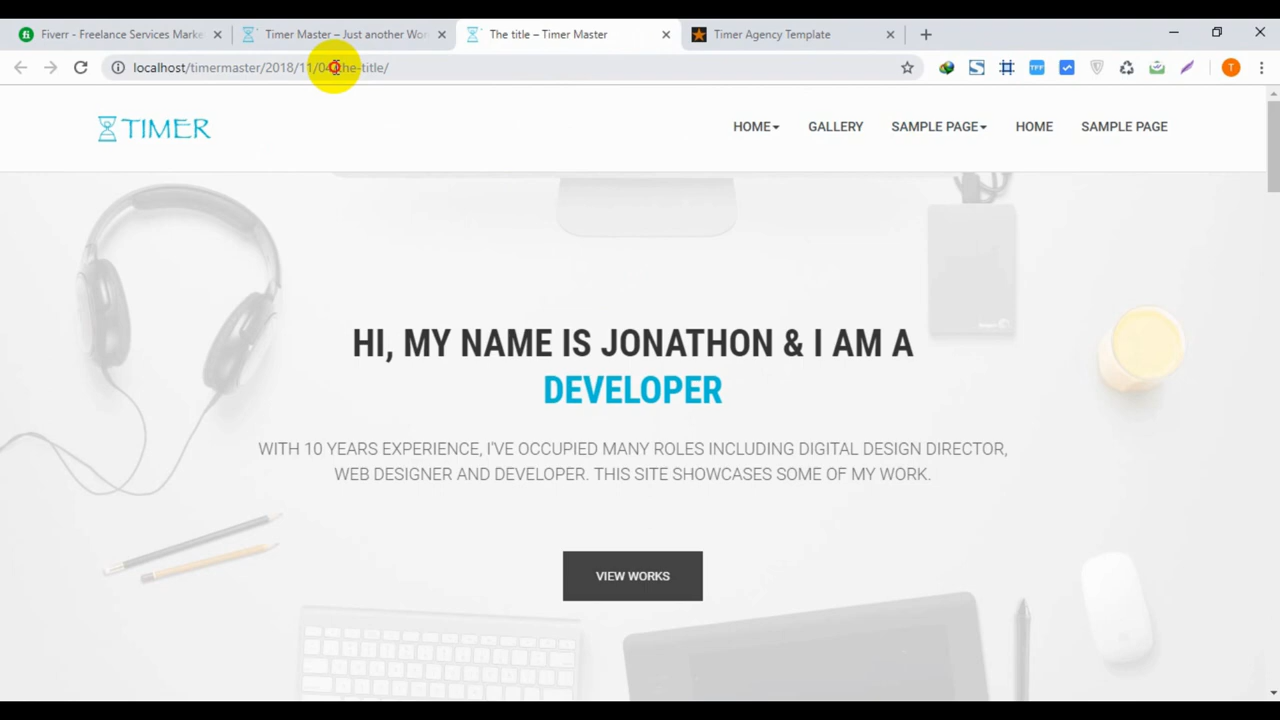 Fiverr - Freelance Services Marke
Timer Master – Just another Wor
The title – Timer Master
Timer Agency Template
localhost/timermaster/2018/11/04/the-title/
T
TIMER
HOME
GALLERY
SAMPLE PAGE
HOME
SAMPLE PAGE
HI, MY NAME IS JONATHON & I AM A
DEVELOPER
WITH 10 YEARS EXPERIENCE, I'VE OCCUPIED MANY ROLES INCLUDING DIGITAL DESIGN DIRECTOR,
WEB DESIGNER AND DEVELOPER. THIS SITE SHOWCASES SOME OF MY WORK.
VIEW WORKS